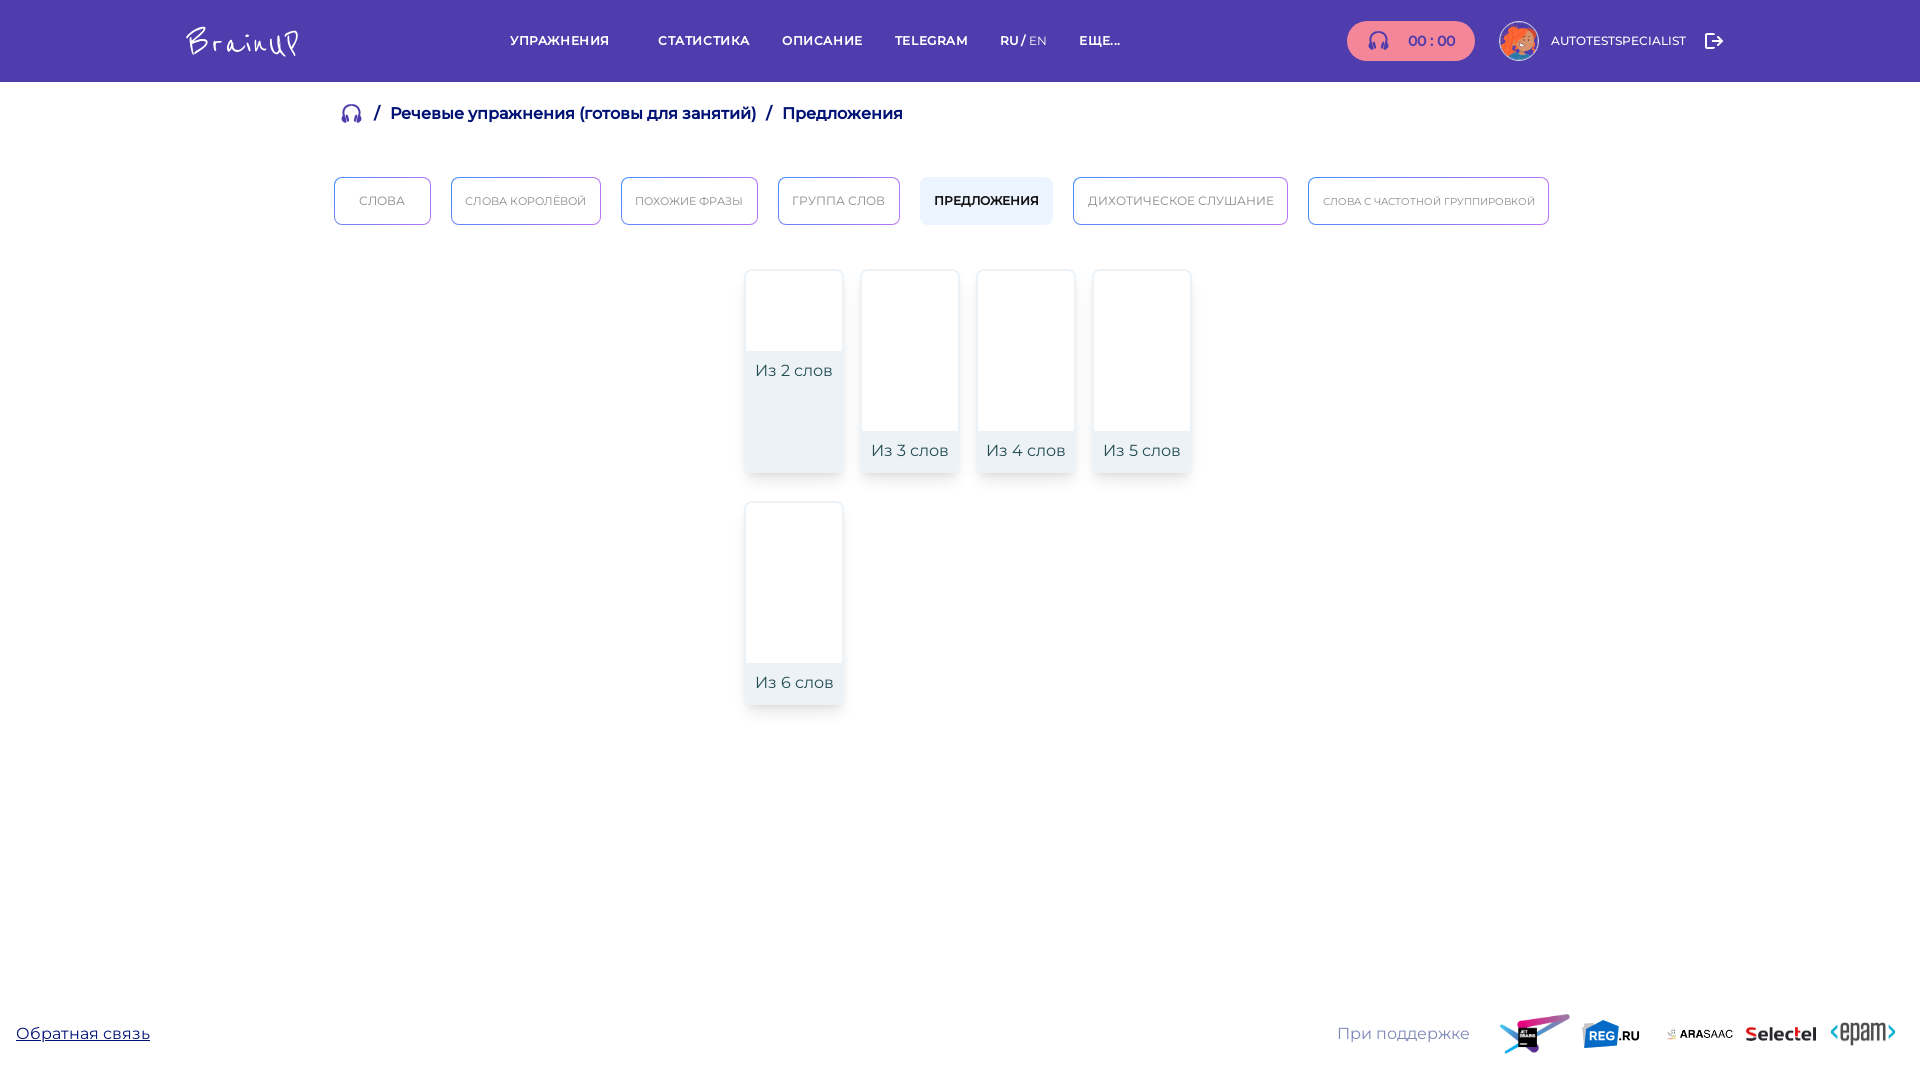 BrainUP
УПРАЖНЕНИЯ
СТАТИСТИКА
ОПИСАНИЕ
TELEGRAM
RU / EN
ЕЩЕ...
00 : 00
AUTOTESTSPECIALIST
/ Речевые упражнения (готовы для занятий) / Предложения
СЛОВА
СЛОВА КОРОЛЁВОЙ
ПОХОЖИЕ ФРАЗЫ
ГРУППА СЛОВ
ПРЕДЛОЖЕНИЯ
ДИХОТИЧЕСКОЕ СЛУШАНИЕ
СЛОВА С ЧАСТОТНОЙ ГРУППИРОВКОЙ
Из 2 слов
Из 3 слов
Из 4 слов
Из 5 слов
Из 6 слов
Обратная связь
При поддержке
JET
BRAINS
REG.RU
ARASAAC
Selectel
<epam>